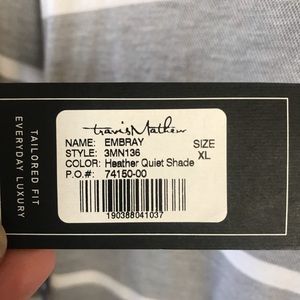 TAILORED FIT
EVERYDAY LUXURY
travisMathew
NAME: EMBRAY
STYLE: 3MN136
COLOR: Heather Quiet Shade
P.O.#: 74150-00
SIZE
XL
190388041037